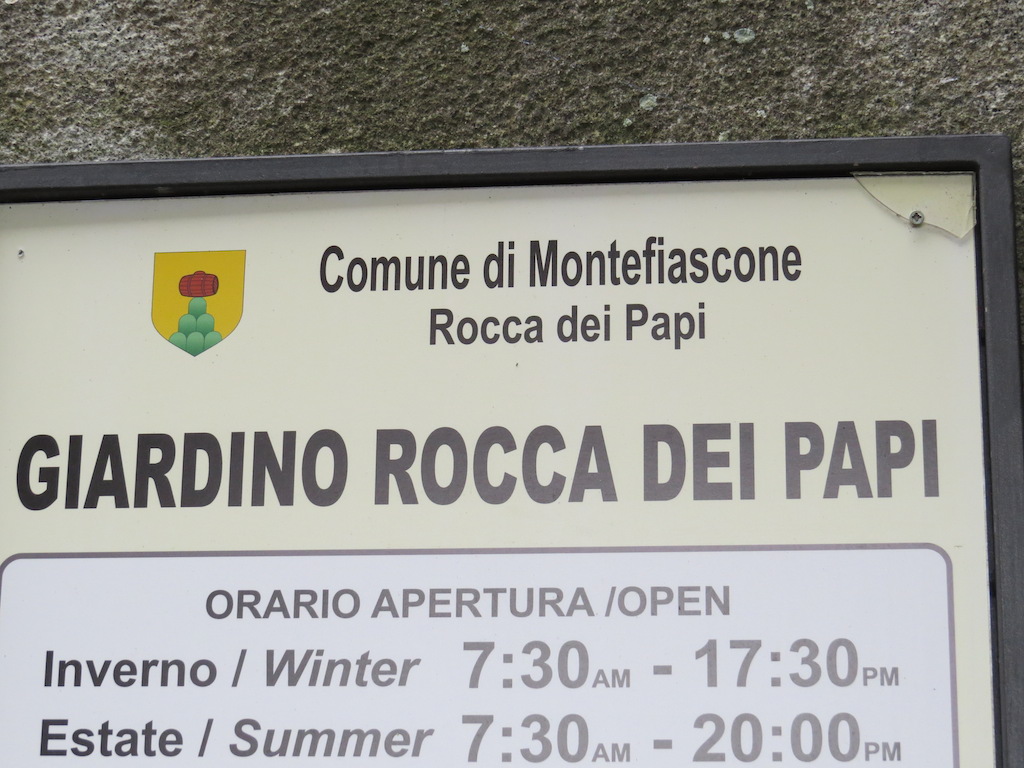 Comune di Montefiascone
Rocca dei Papi
GIARDINO ROCCA DEI PAPI
ORARIO APERTURA /OPEN
Inverno / Winter 7:30AM - 17:30PM
Estate / Summer 7:30AM - 20:00PM